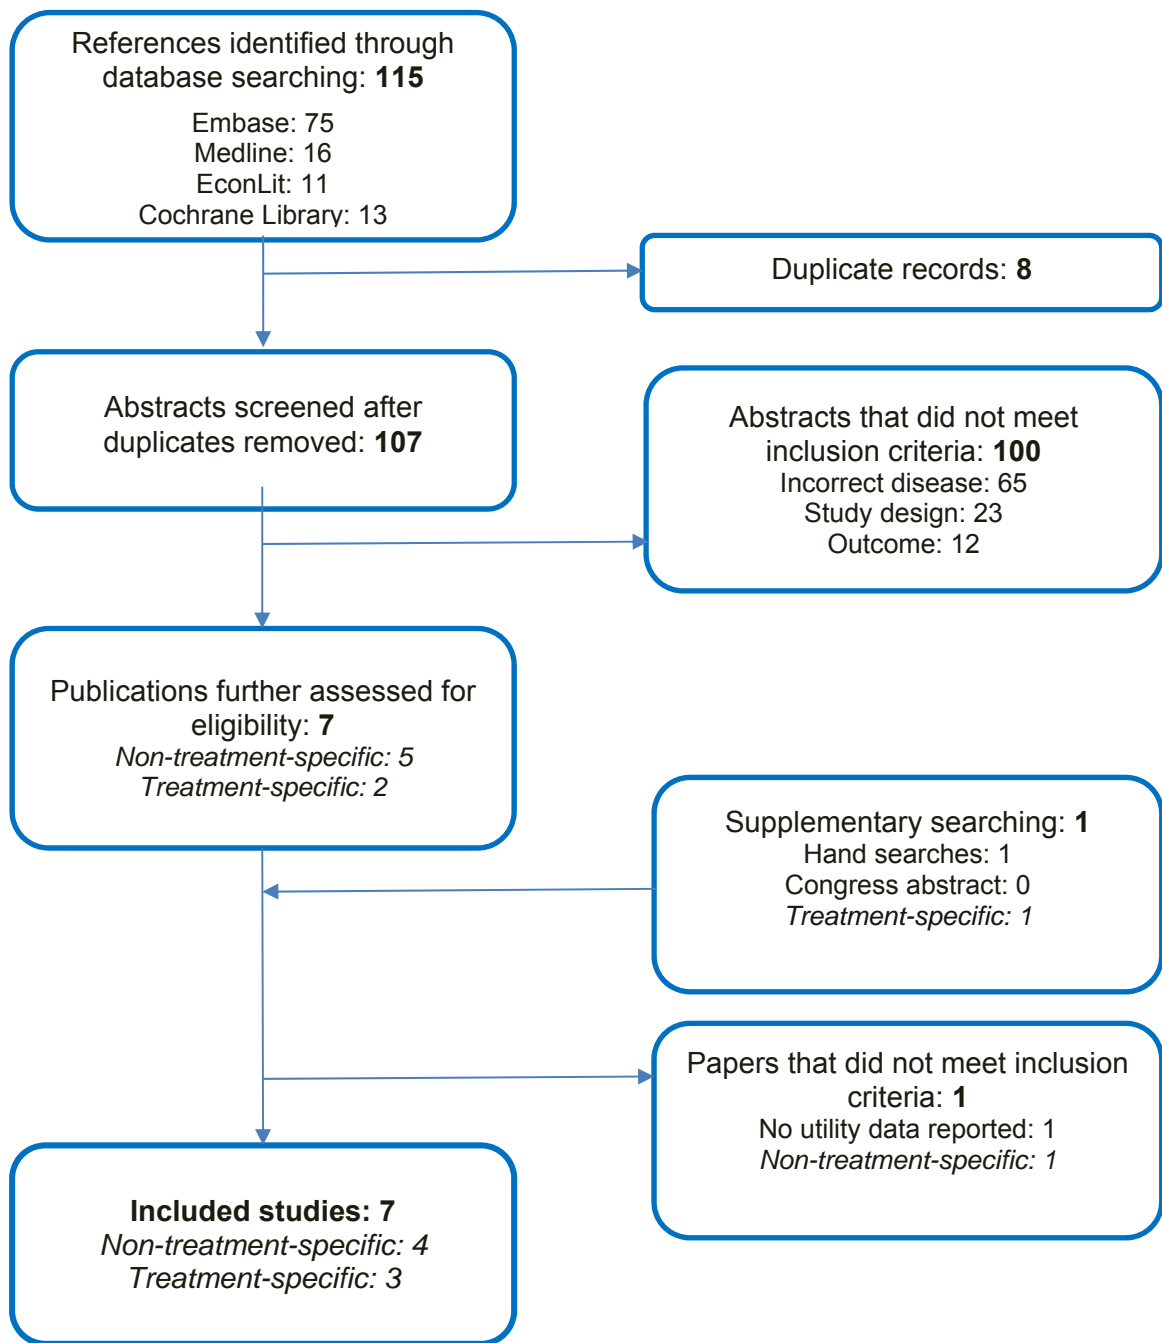 References identified through
database searching: 115
Embase: 75
Medline: 16
EconLit: 11
Cochrane Library: 13
Duplicate records: 8
Abstracts screened after
duplicates removed: 107
Abstracts that did not meet
inclusion criteria: 100
Incorrect disease: 65
Study design: 23
Outcome: 12
Publications further assessed for
eligibility: 7
Non-treatment-specific: 5
Treatment-specific: 2
Supplementary searching: 1
Hand searches: 1
Congress abstract: 0
Treatment-specific: 1
Papers that did not meet inclusion
criteria: 1
No utility data reported: 1
Non-treatment-specific: 1
Included studies: 7
Non-treatment-specific: 4
Treatment-specific: 3